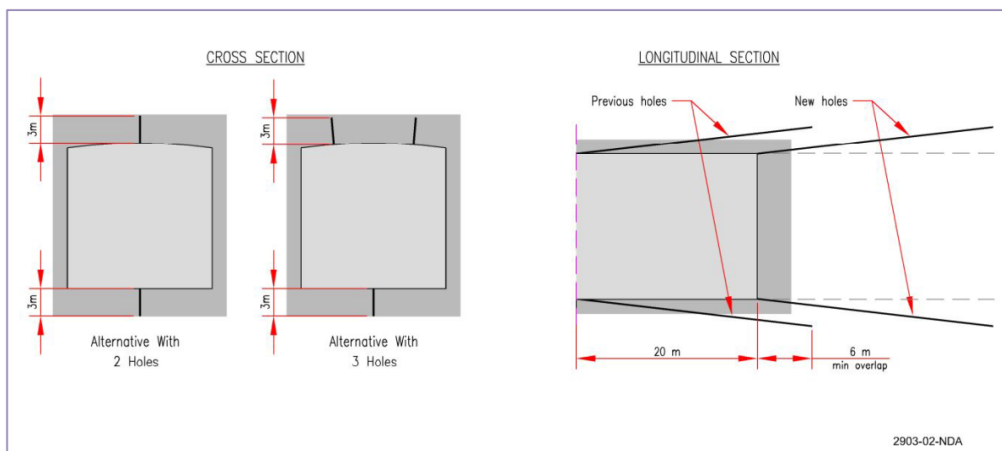 CROSS SECTION
LONGITUDINAL SECTION
Previous holes
New holes
3m
3m
3m
3m
Alternative With
2 Holes
Alternative With
3 Holes
20 m
6 m
min overlap
2903-02-NDA